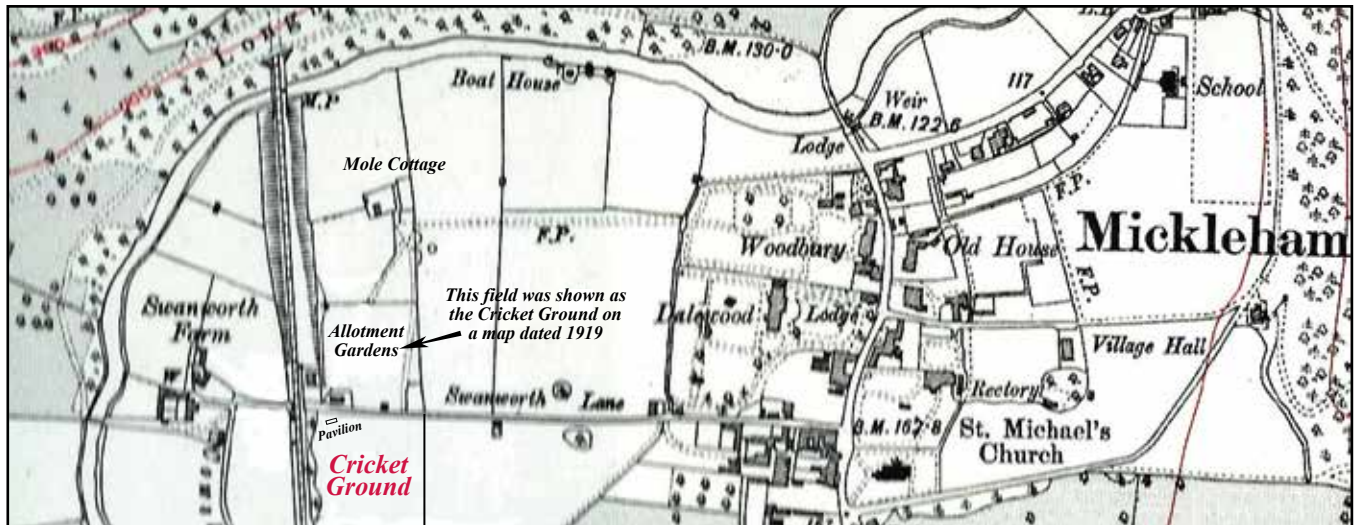 F.P.
B.M. 130·0
M.P
Boat House
117
School
Weir
B.M. 122·6
Lodge
Mole Cottage
F.P.
F.P.
Woodbury
Old House
Mickleham
F.P.
Swanworth
Farm
This field was shown as
the Cricket Ground on
a map dated 1919
Allotment
Gardens
Dalewood
Lodge
Village Hall
Swanworth Lane
Rectory
W
Pavilion
B.M. 167·8
St. Michael's
Church
Cricket
Ground